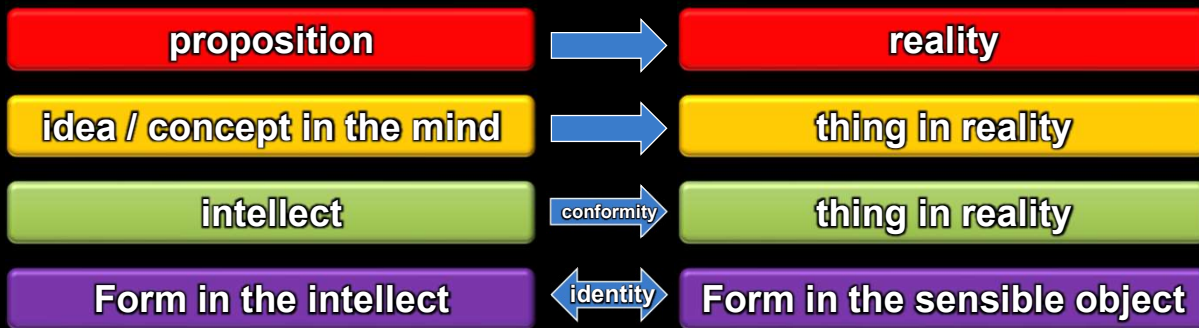 proposition reality
idea / concept in the mind thing in reality
intellect conformity thing in reality
Form in the intellect identity Form in the sensible object